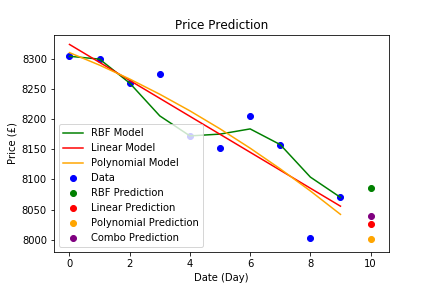 Price Prediction
8300
8250
8200
8150
8100
8050
8000
Price (£)
RBF Model
Linear Model
Polynomial Model
Data
RBF Prediction
Linear Prediction
Polynomial Prediction
Combo Prediction
0 2 4 6 8 10
Date (Day)